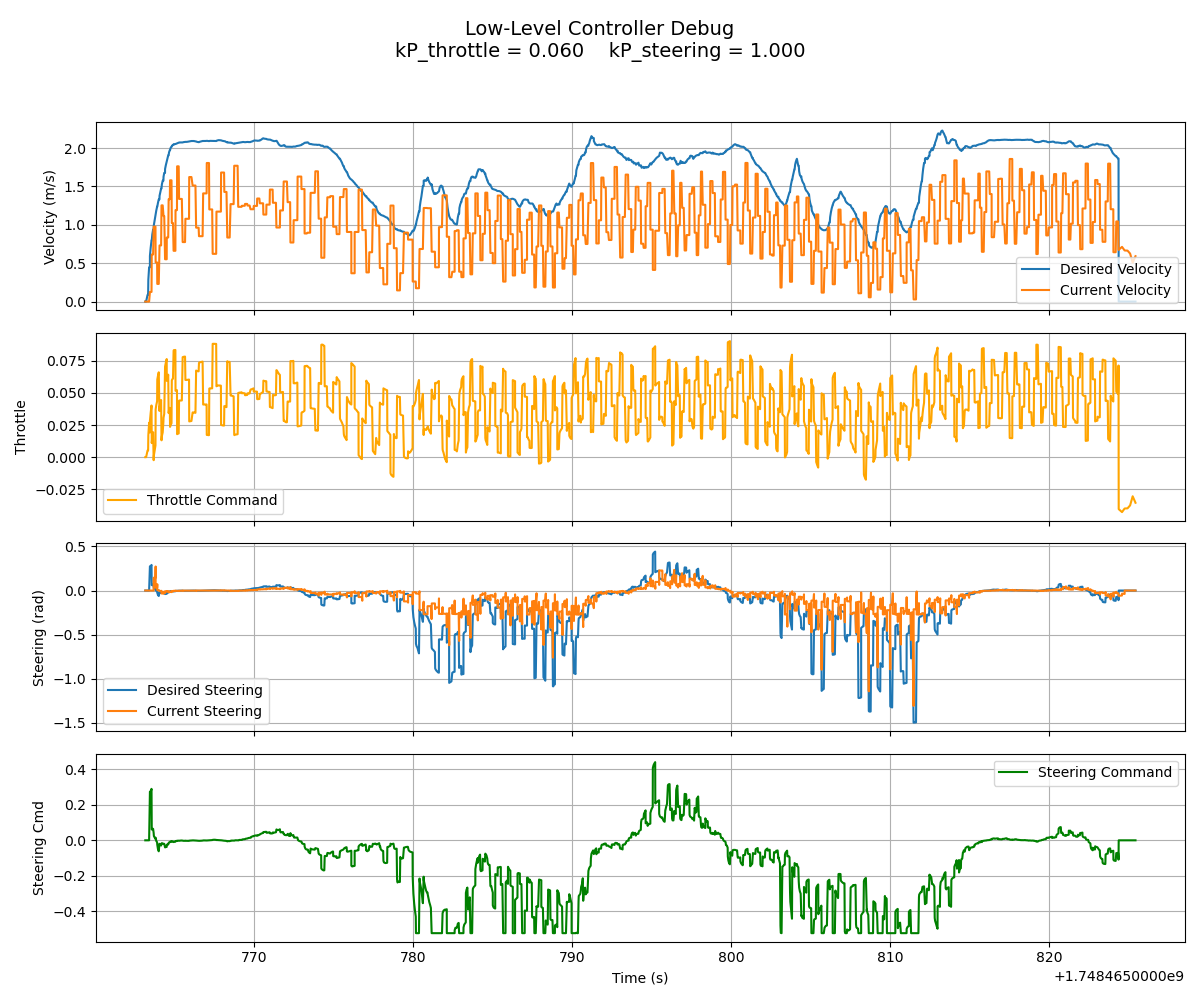 Low-Level Controller Debug
kP_throttle = 0.060    kP_steering = 1.000
Velocity (m/s)
2.0
1.5
1.0
0.5
0.0
Desired Velocity
Current Velocity
Throttle
0.075
0.050
0.025
0.000
−0.025
Throttle Command
Steering (rad)
0.5
0.0
−0.5
−1.0
−1.5
Desired Steering
Current Steering
Steering Cmd
0.4
0.2
0.0
−0.2
−0.4
Steering Command
770 780 790 800 810 820
Time (s)
+1.7484650000e9